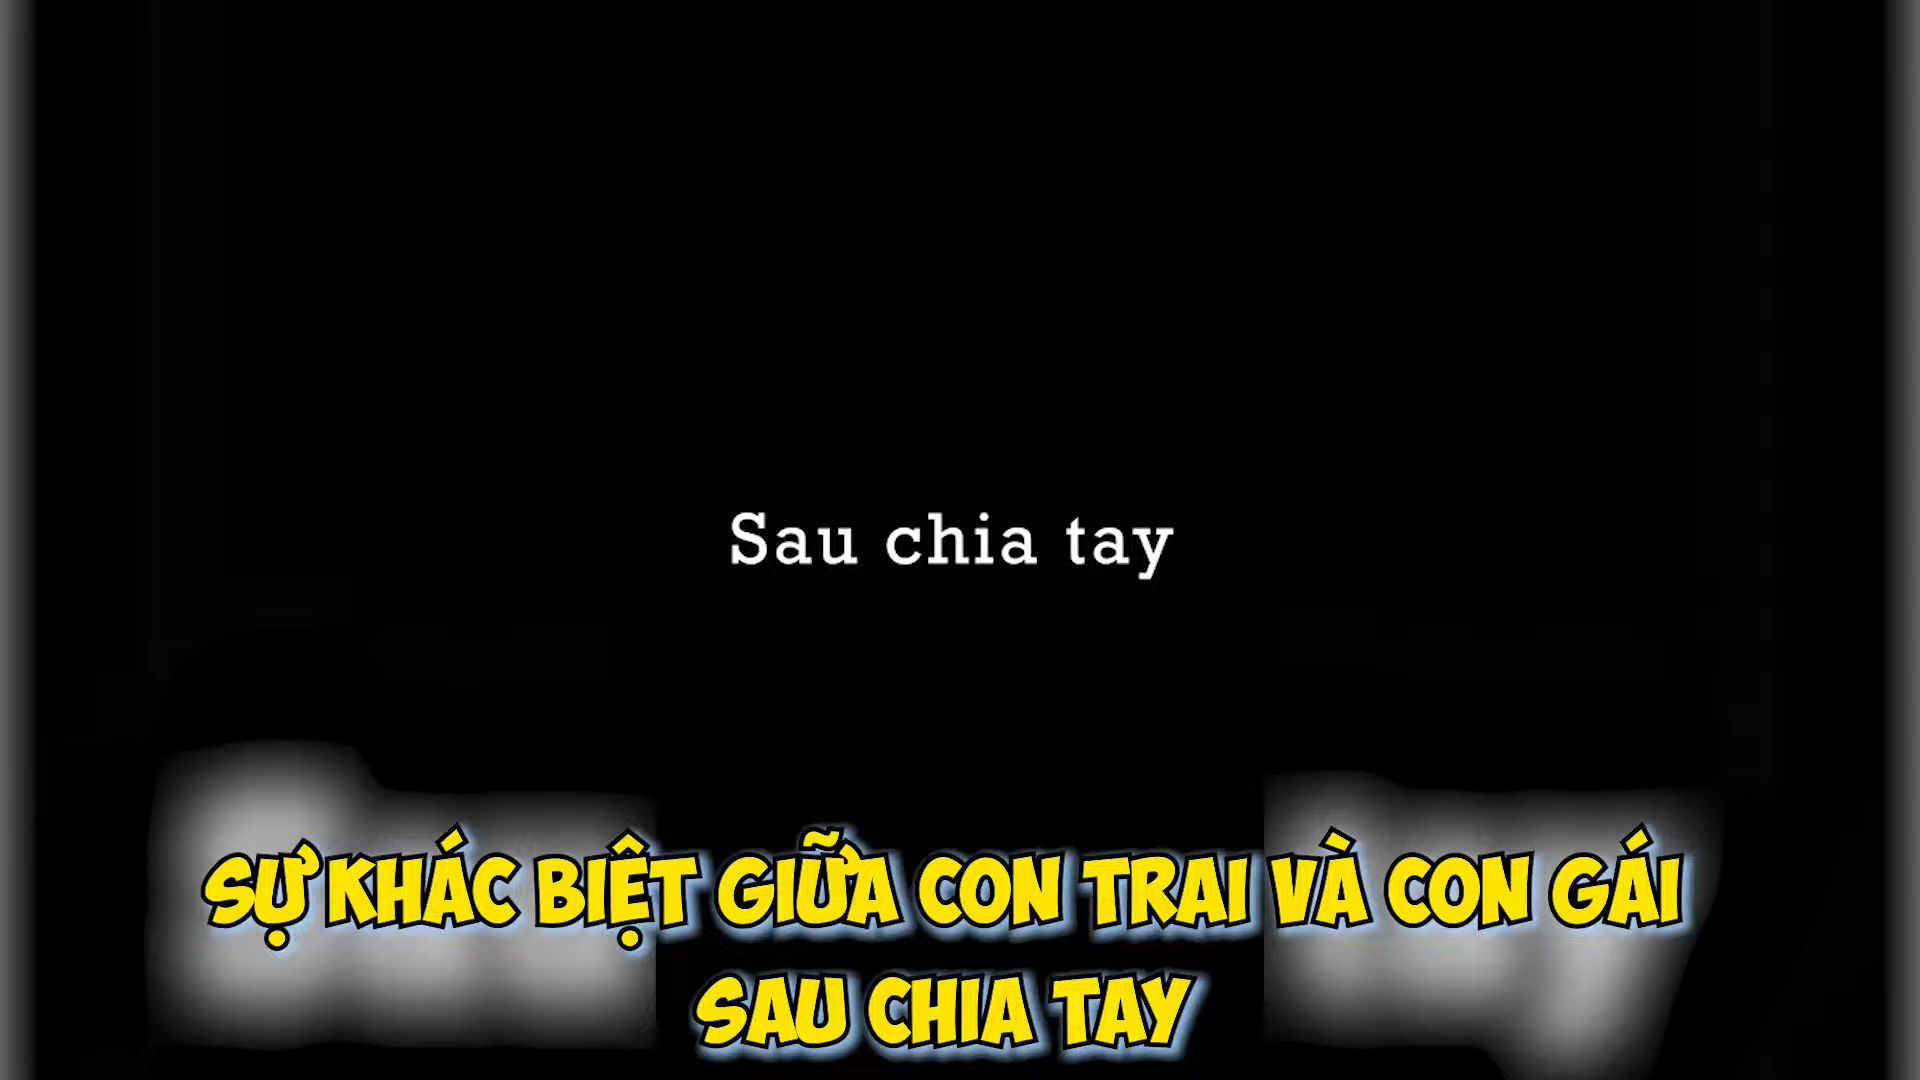 Sau chia tay
SỰ KHÁC BIỆT GIỮA CON TRAI VÀ CON GÁI
SAU CHIA TAY